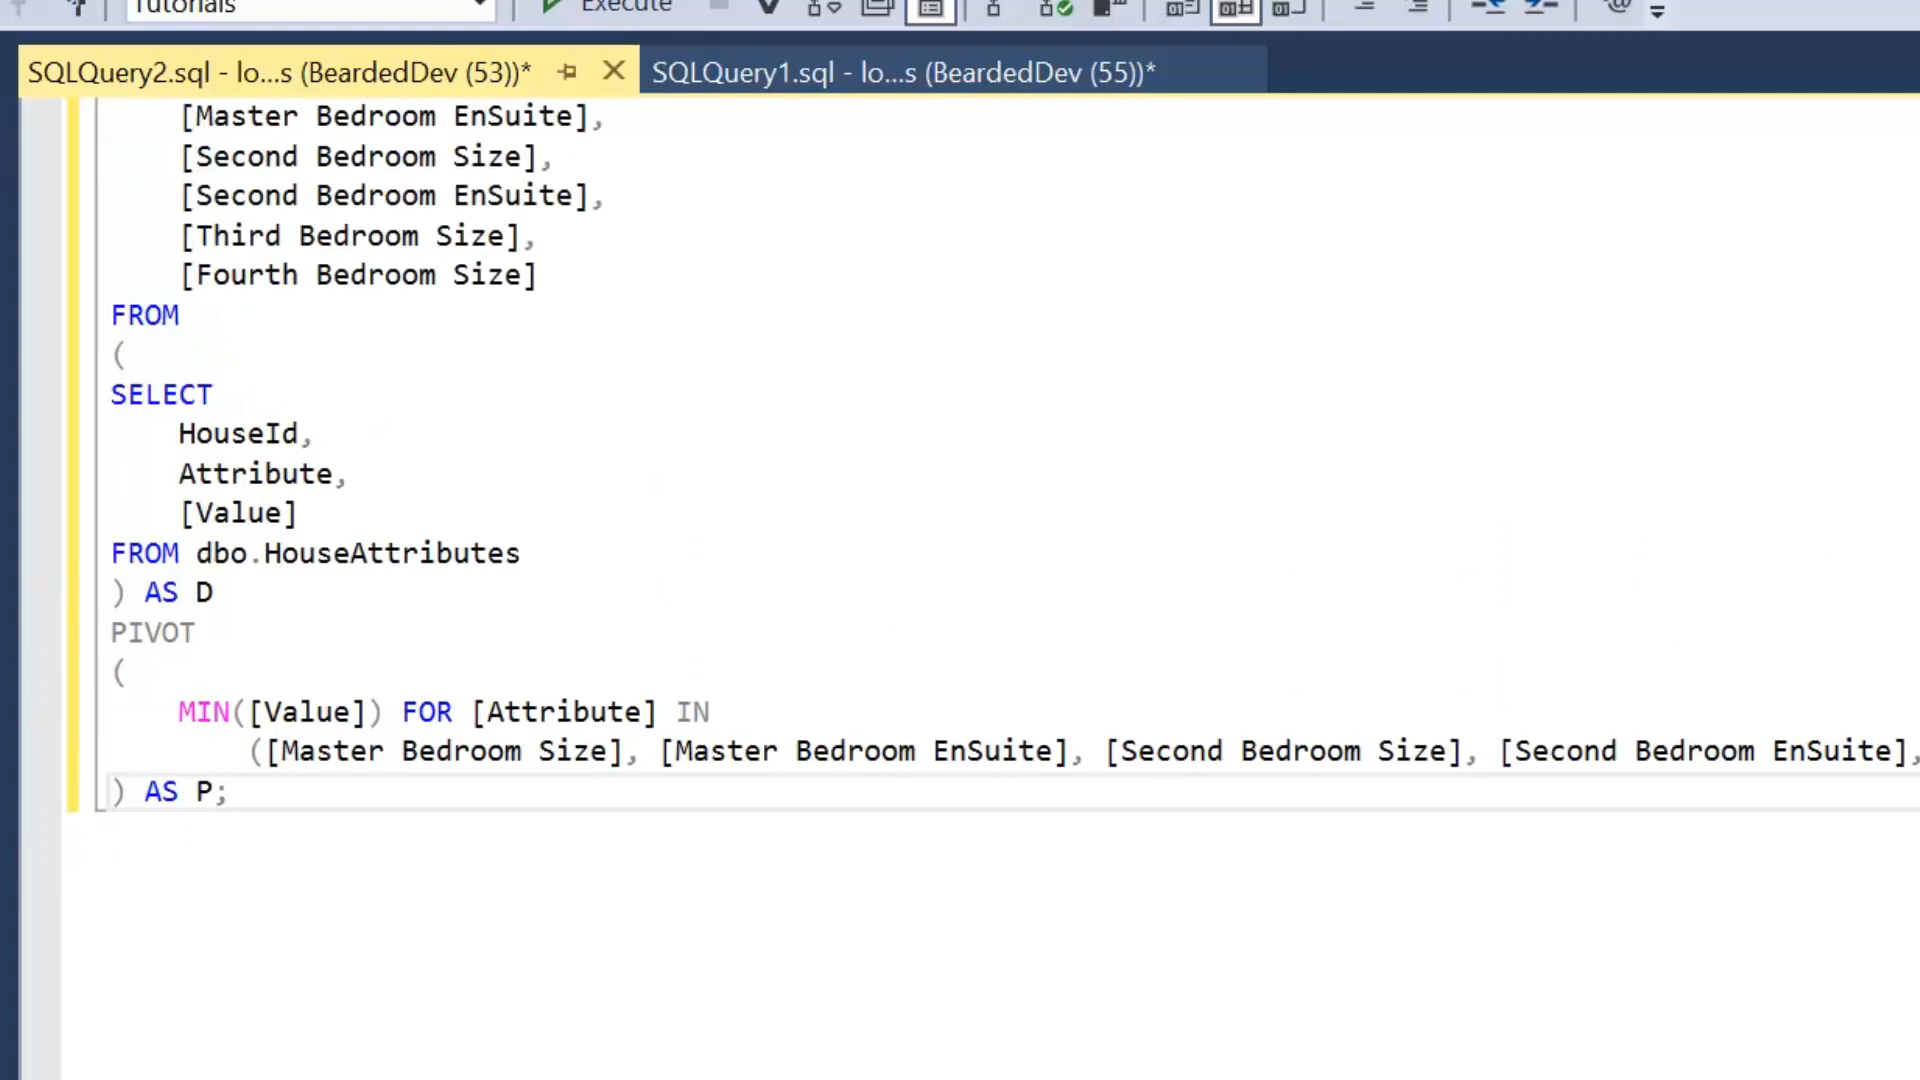 Tutorials
Execute
SQLQuery2.sql - lo...s (BeardedDev (53))*
SQLQuery1.sql - lo...s (BeardedDev (55))*
[Master Bedroom EnSuite],
[Second Bedroom Size],
[Second Bedroom EnSuite],
[Third Bedroom Size],
[Fourth Bedroom Size]
FROM
(
SELECT
HouseId,
Attribute,
[Value]
FROM dbo.HouseAttributes
) AS D
PIVOT
(
MIN([Value]) FOR [Attribute] IN
([Master Bedroom Size], [Master Bedroom EnSuite], [Second Bedroom Size], [Second Bedroom EnSuite],
) AS P;